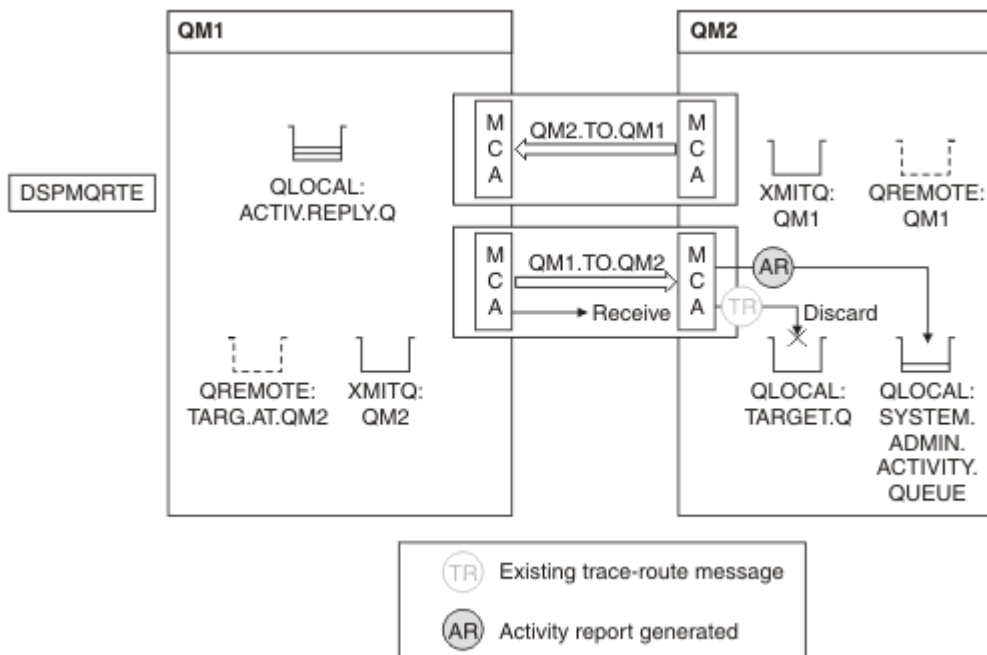 QM1
QM2
DSPMQRTE
QLOCAL:
ACTIV.REPLY.Q
M
C
A
QM2.TO.QM1
M
C
A
XMITQ:
QM1
QREMOTE:
QM1
M
C
A
QM1.TO.QM2
Receive
M
C
A
AR
TR
Discard
QREMOTE:
TARG.AT.QM2
XMITQ:
QM2
QLOCAL:
TARGET.Q
QLOCAL:
SYSTEM.
ADMIN.
ACTIVITY.
QUEUE
TR Existing trace-route message
AR Activity report generated